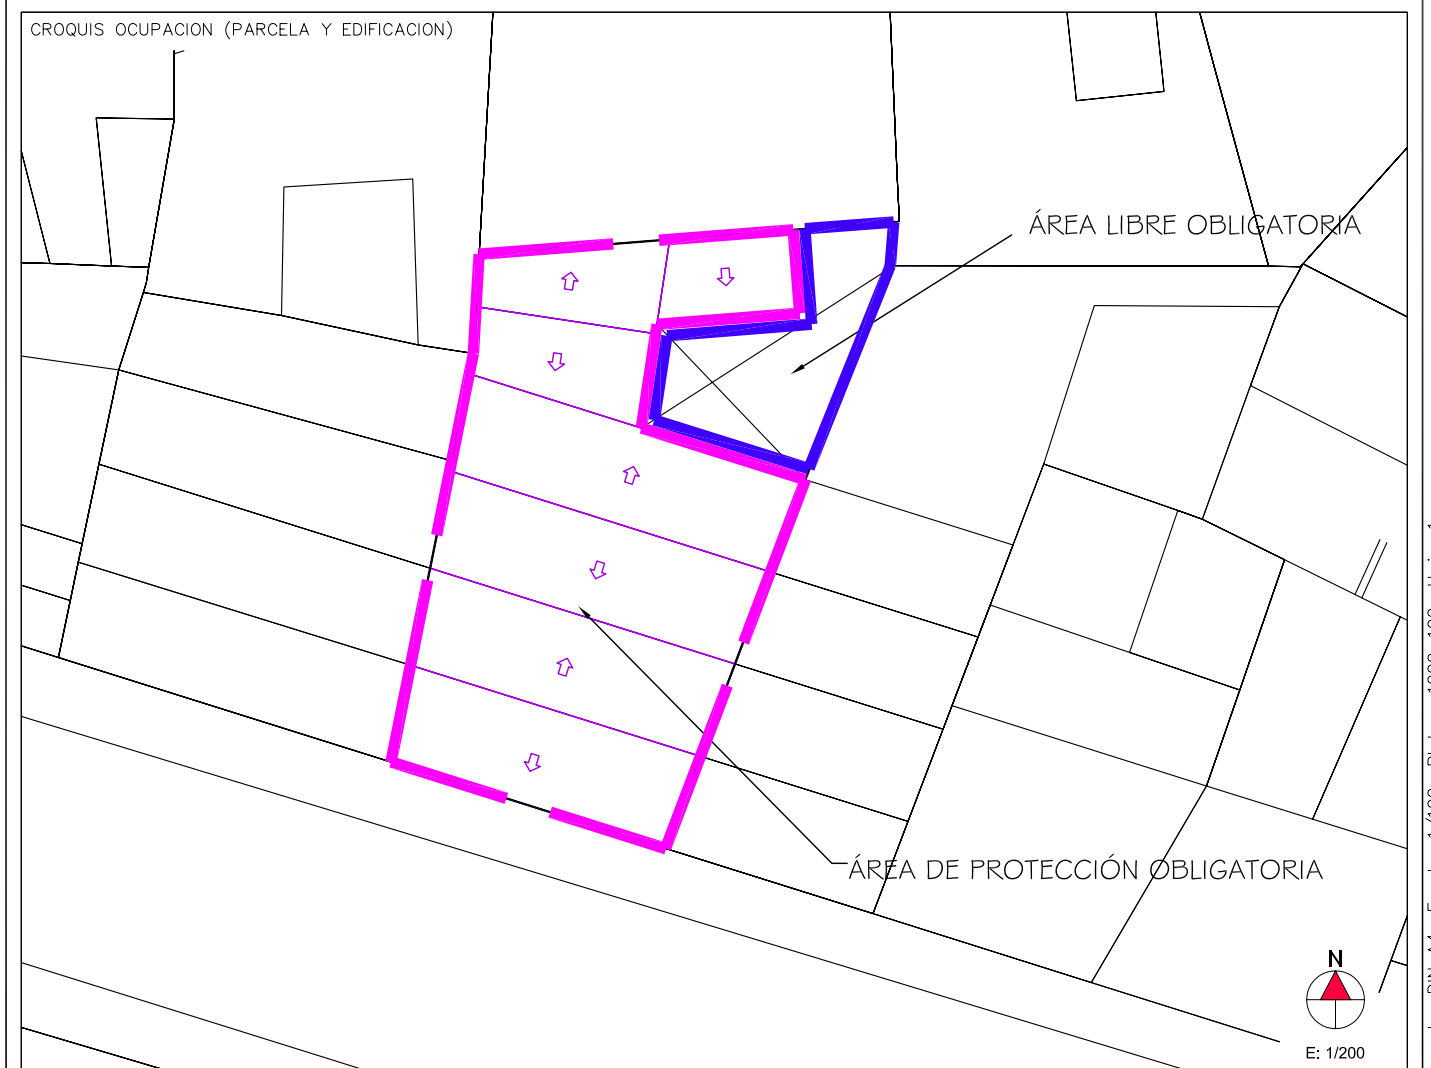 CROQUIS OCUPACION (PARCELA Y EDIFICACION)
ÁREA LIBRE OBLIGATORIA
ÁREA DE PROTECCIÓN OBLIGATORIA
N
E: 1/200